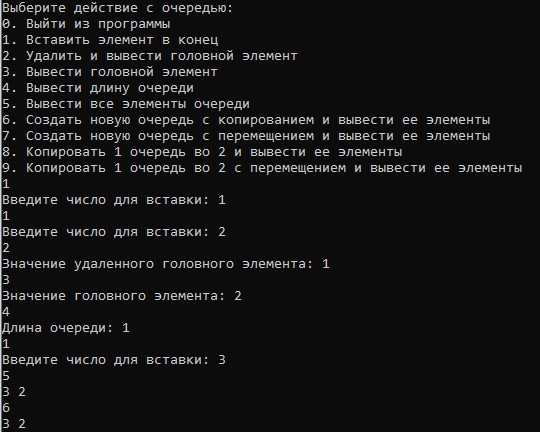 Выберите действие с очередью:
0. Выйти из программы
1. Вставить элемент в конец
2. Удалить и вывести головной элемент
3. Вывести головной элемент
4. Вывести длину очереди
5. Вывести все элементы очереди
6. Создать новую очередь с копированием и вывести ее элементы
7. Создать новую очередь с перемещением и вывести ее элементы
8. Копировать 1 очередь во 2 и вывести ее элементы
9. Копировать 1 очередь во 2 с перемещением и вывести ее элементы
1
Введите число для вставки: 1
1
Введите число для вставки: 2
2
Значение удаленного головного элемента: 1
3
Значение головного элемента: 2
4
Длина очереди: 1
1
Введите число для вставки: 3
5
3 2
6
3 2